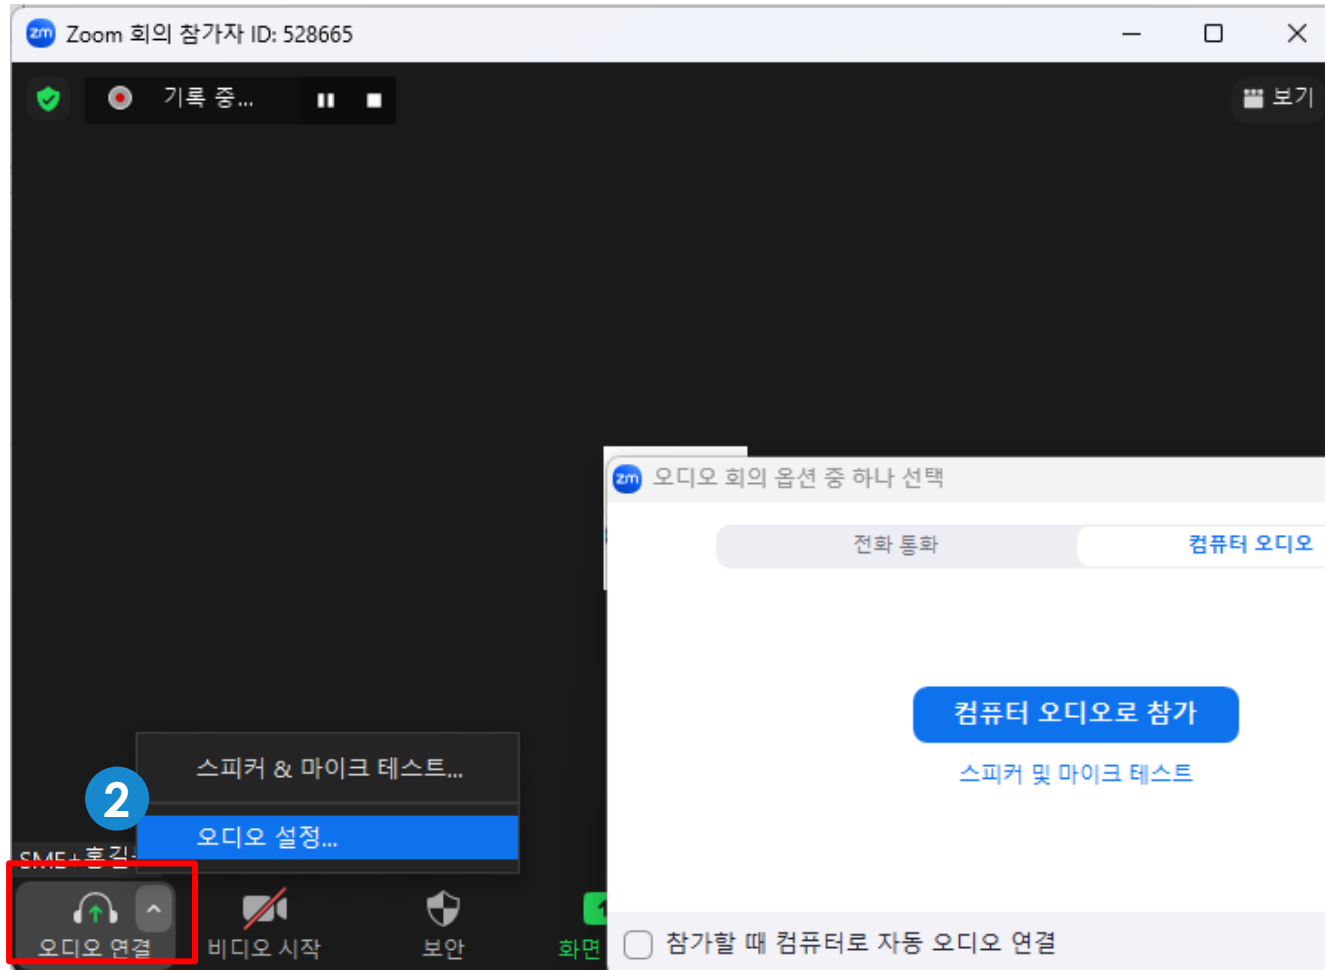 zm Zoom 회의 참가자 ID: 528665
기록 중...
보기
zm 오디오 회의 옵션 중 하나 선택
전화 통화
컴퓨터 오디오
컴퓨터 오디오로 참가
스피커 및 마이크 테스트
스피커 & 마이크 테스트...
2
오디오 설정...
SME+홍길
오디오 연결
비디오 시작
보안
화면
참가할 때 컴퓨터로 자동 오디오 연결